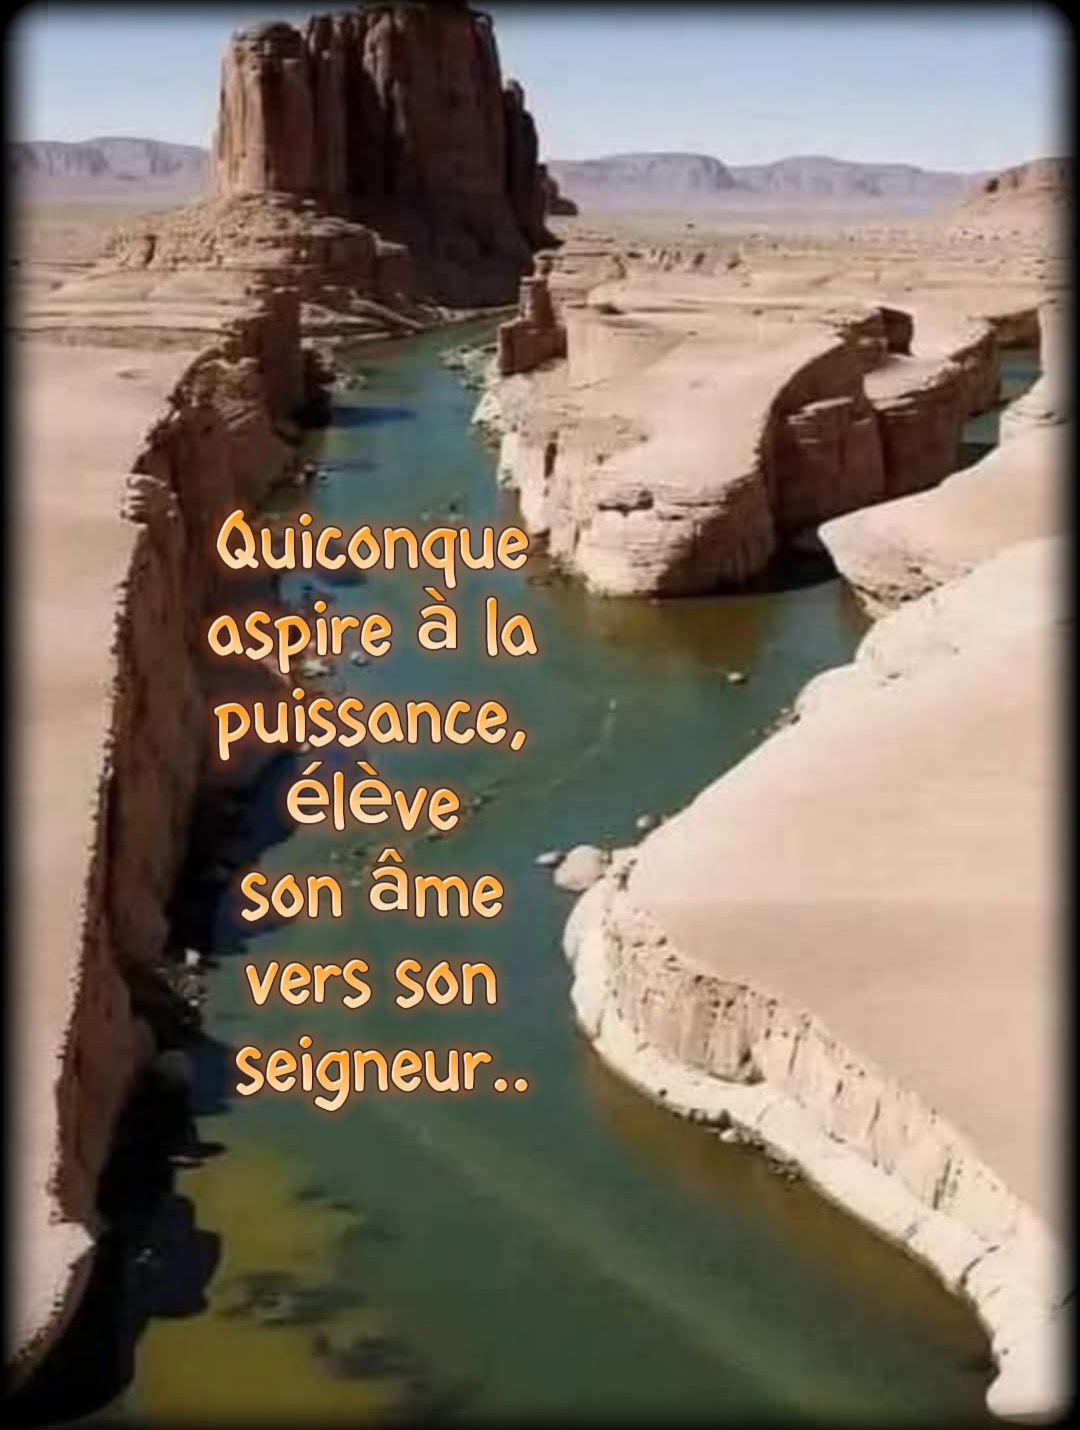 Quiconque
aspire à la
puissance,
élève
son âme
vers son
seigneur..